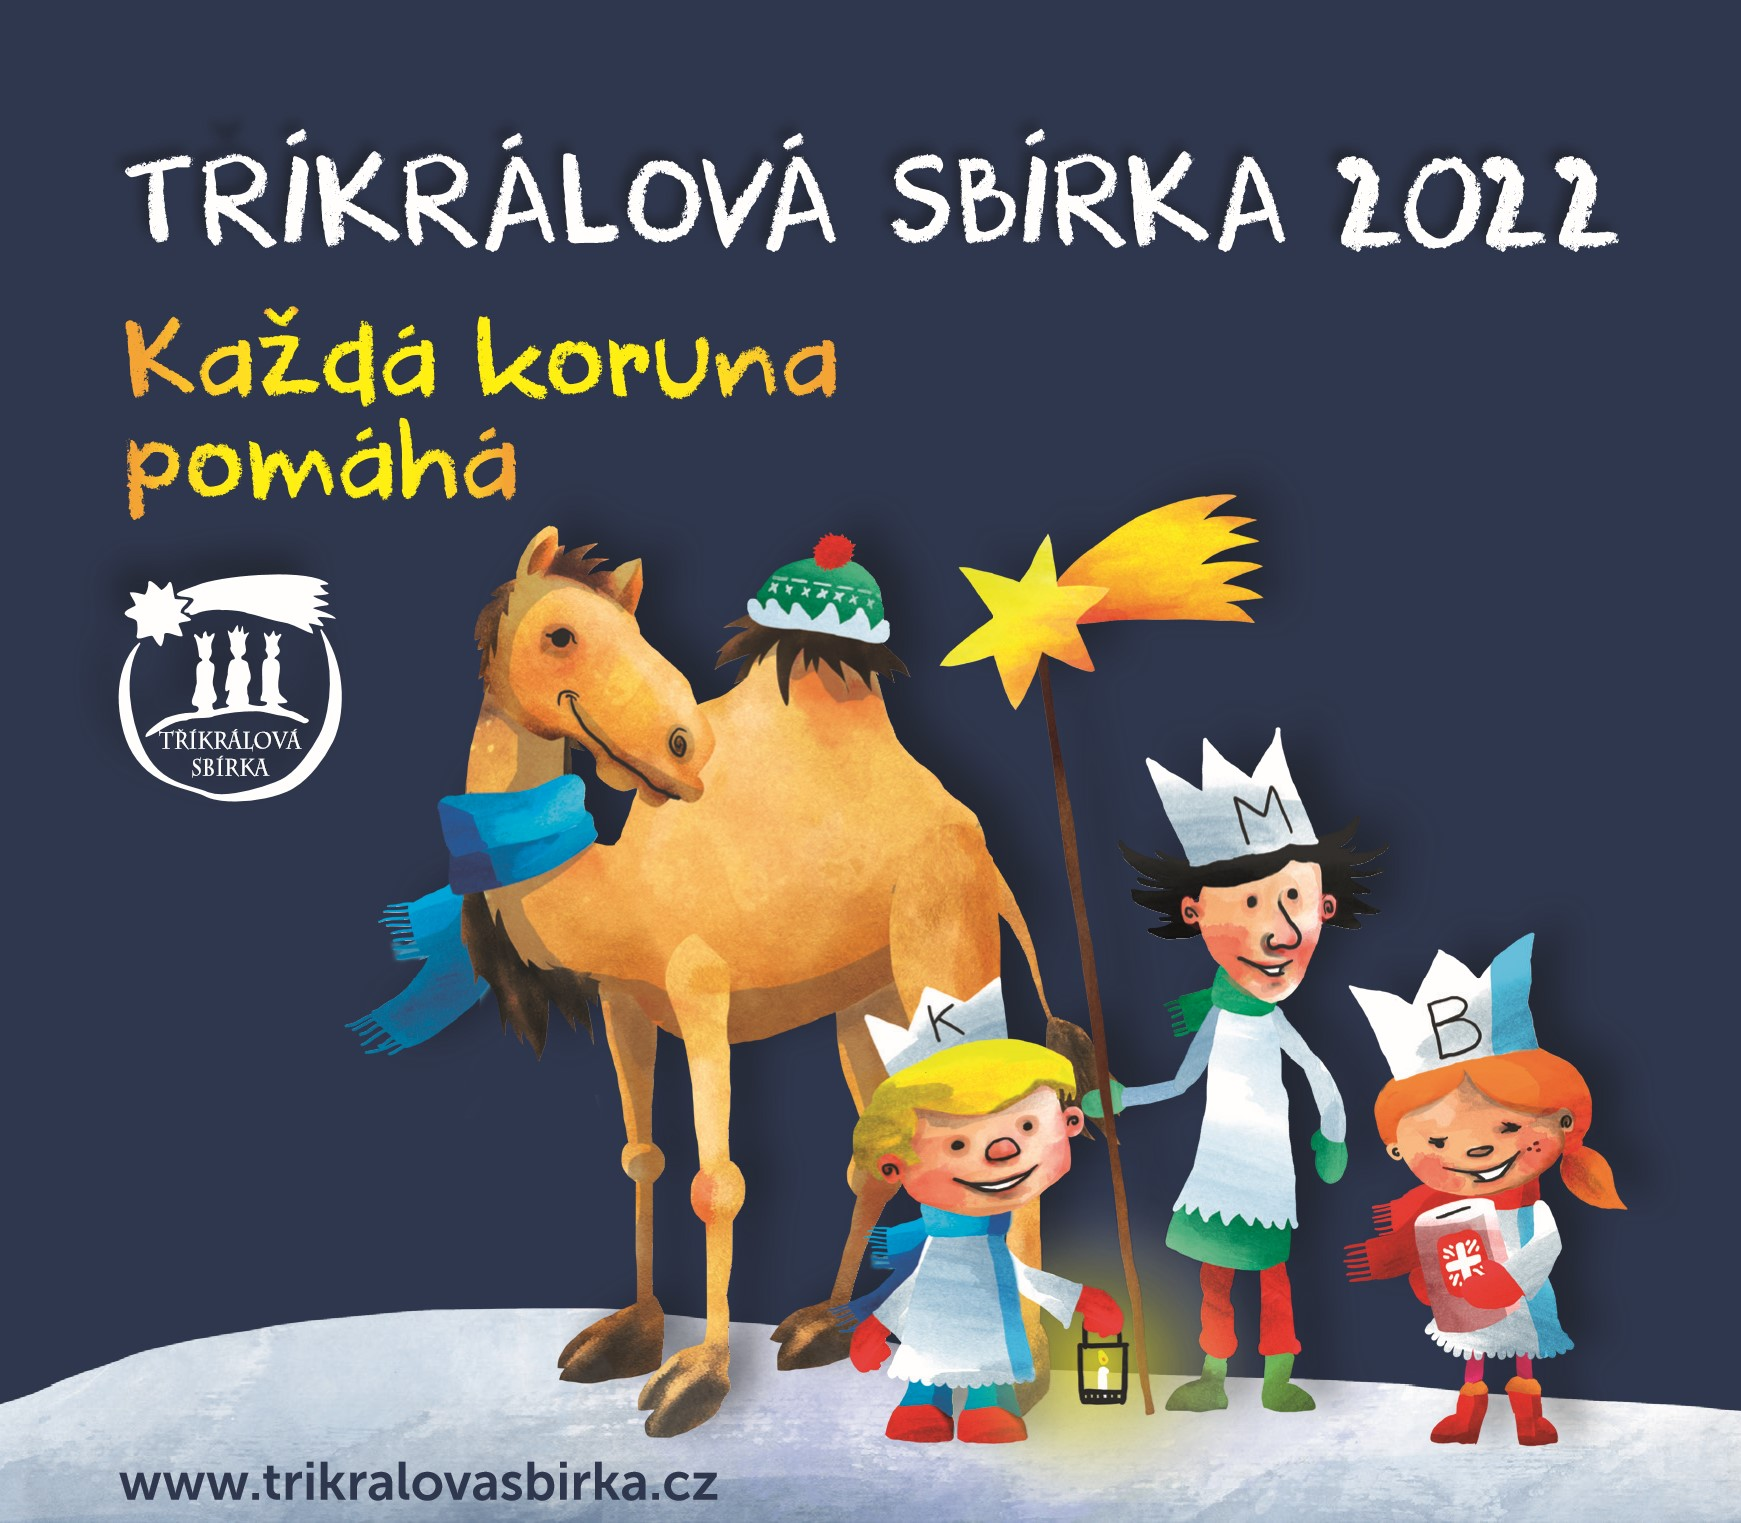 TŘÍKRÁLOVÁ SBÍRKA 2022
Každá koruna
pomáhá
TŘÍKRÁLOVÁ
SBÍRKA
M
K
B
www.trikralovasbirka.cz